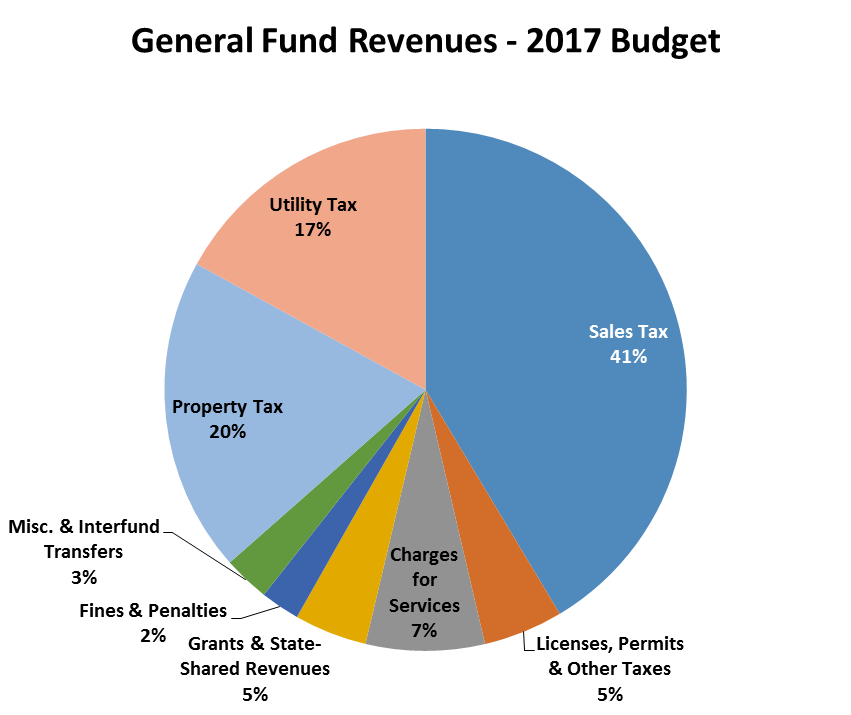 General Fund Revenues - 2017 Budget
Utility Tax
17%
Sales Tax
41%
Property Tax
20%
Misc. & Interfund
Transfers
3%
Charges
for
Services
7%
Fines & Penalties
2%
Grants & State-
Shared Revenues
5%
Licenses, Permits
& Other Taxes
5%